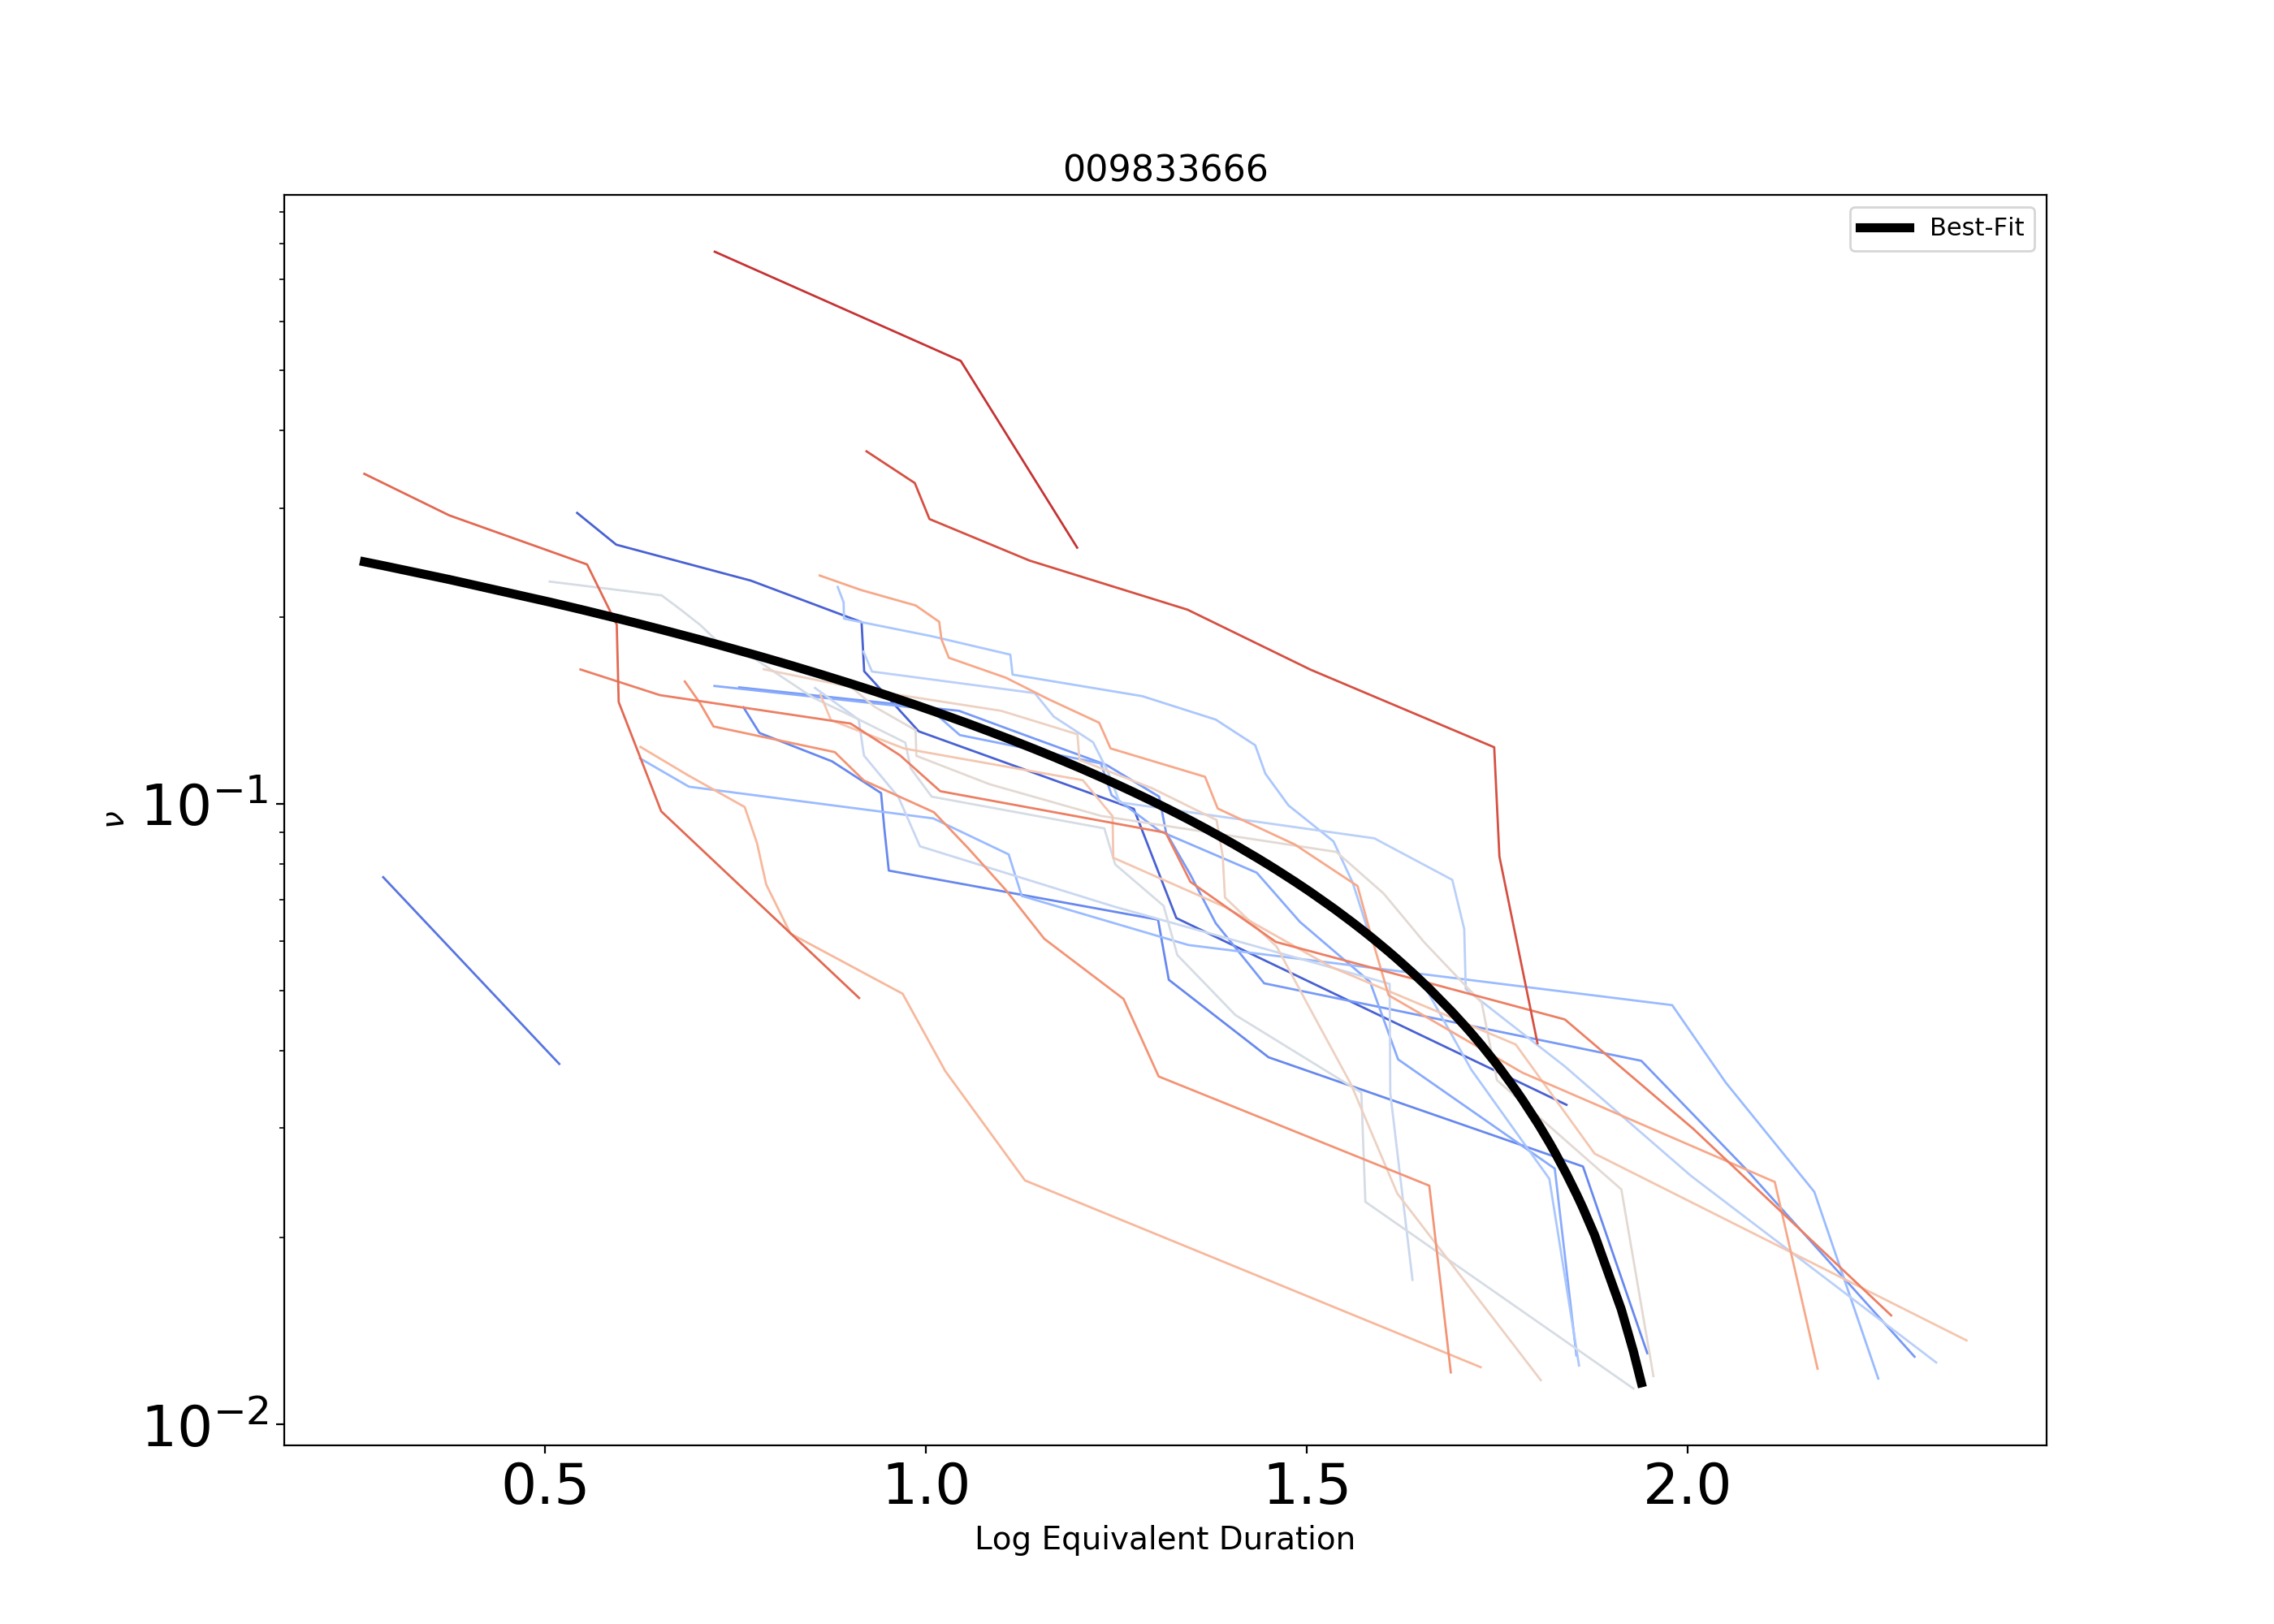 009833666
Best-Fit
ν
10⁻¹
10⁻²
0.5 1.0 1.5 2.0
Log Equivalent Duration